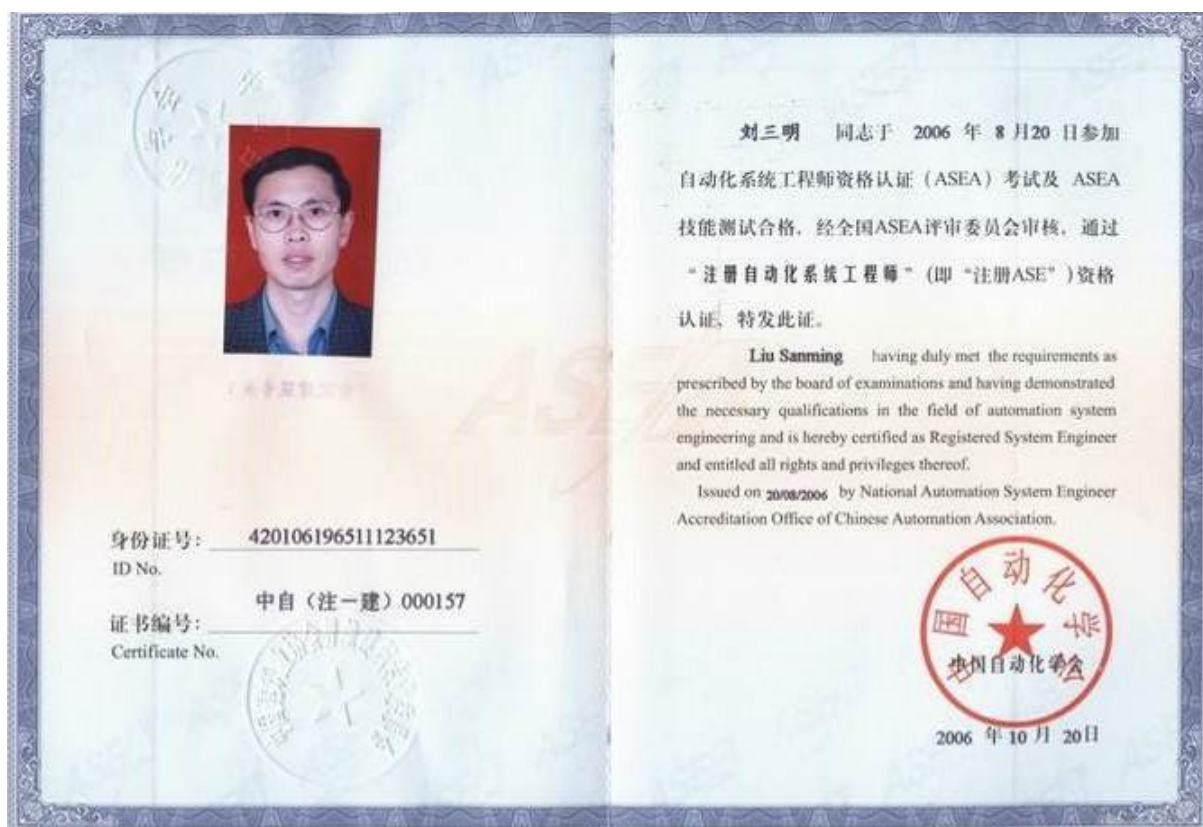 身份证号： 420106196511123651
ID No.
证书编号： 中自（注一建）000157
Certificate No.
刘三明 同志于 2006 年 8 月20 日参加
自动化系统工程师资格认证（ASEA）考试及 ASEA
技能测试合格，经全国ASEA评审委员会审核，通过
“注册自动化系统工程师”(即“注册ASE”)资格
认证，特发此证。
Liu Sanming having duly met the requirements as
prescribed by the board of examinations and having demonstrated
the necessary qualifications in the field of automation system
engineering and is hereby certified as Registered System Engineer
and entitled all rights and privileges thereof.
Issued on 20/08/2006 by National Automation System Engineer
Accreditation Office of Chinese Automation Association.
中国自动化学会
中国自动化学会
2006 年 10 月 20日
ASEA